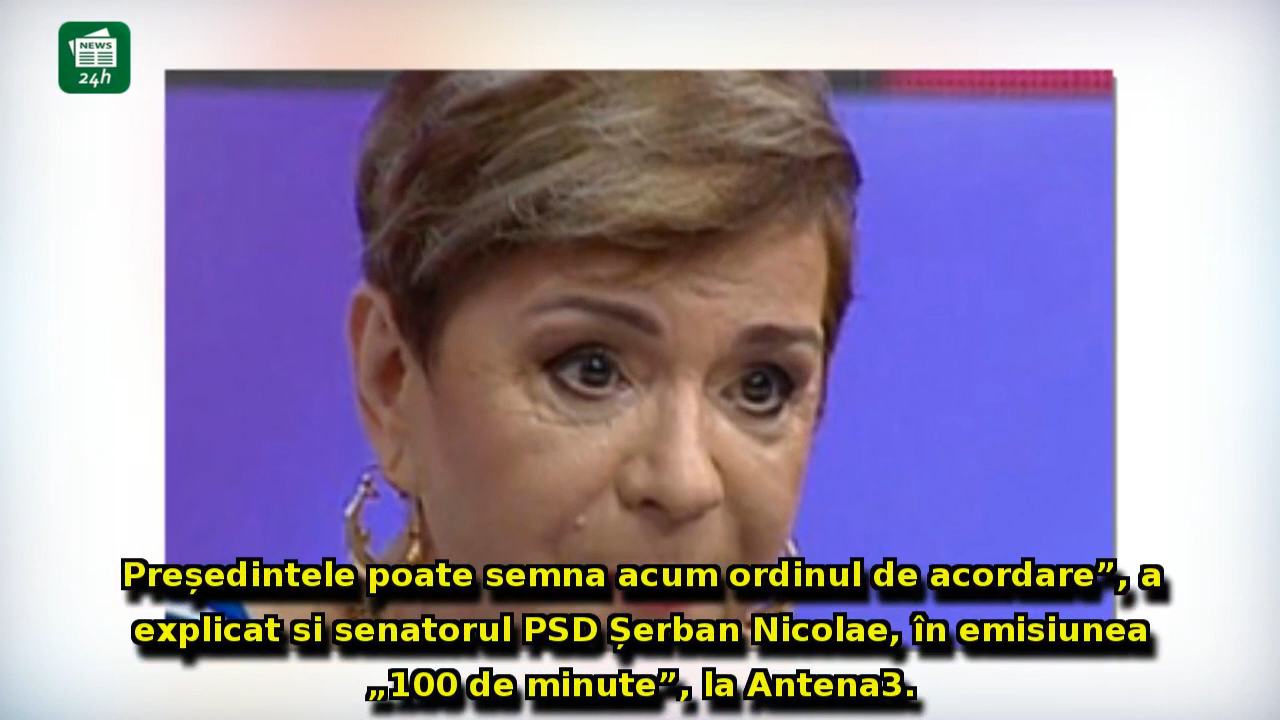 NEWS
24h
Președintele poate semna acum ordinul de acordare”, a
explicat si senatorul PSD Șerban Nicolae, în emisiunea
„100 de minute”, la Antena3.